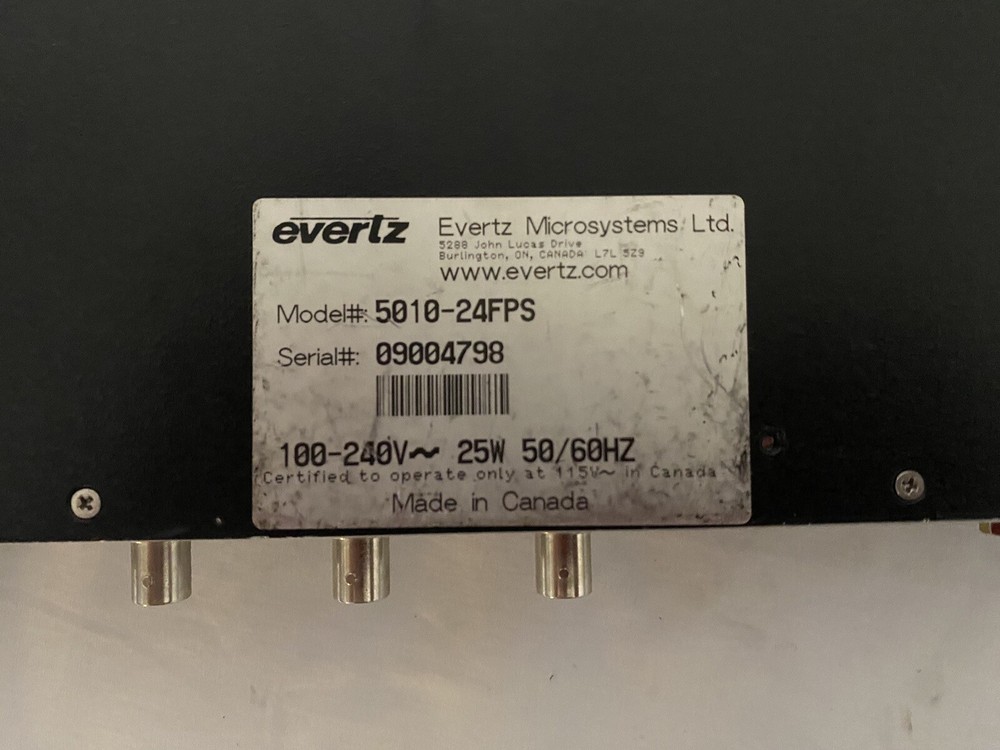 evertz
Evertz Microsystems Ltd.
5288 John Lucas Drive
Burlington, ON, CANADA L7L 5Z9
www.evertz.com
Model#: 5010-24FPS
Serial#: 09004798
100-240V~ 25W 50/60HZ
Certified to operate only at 115V~ in Canada
Made in Canada